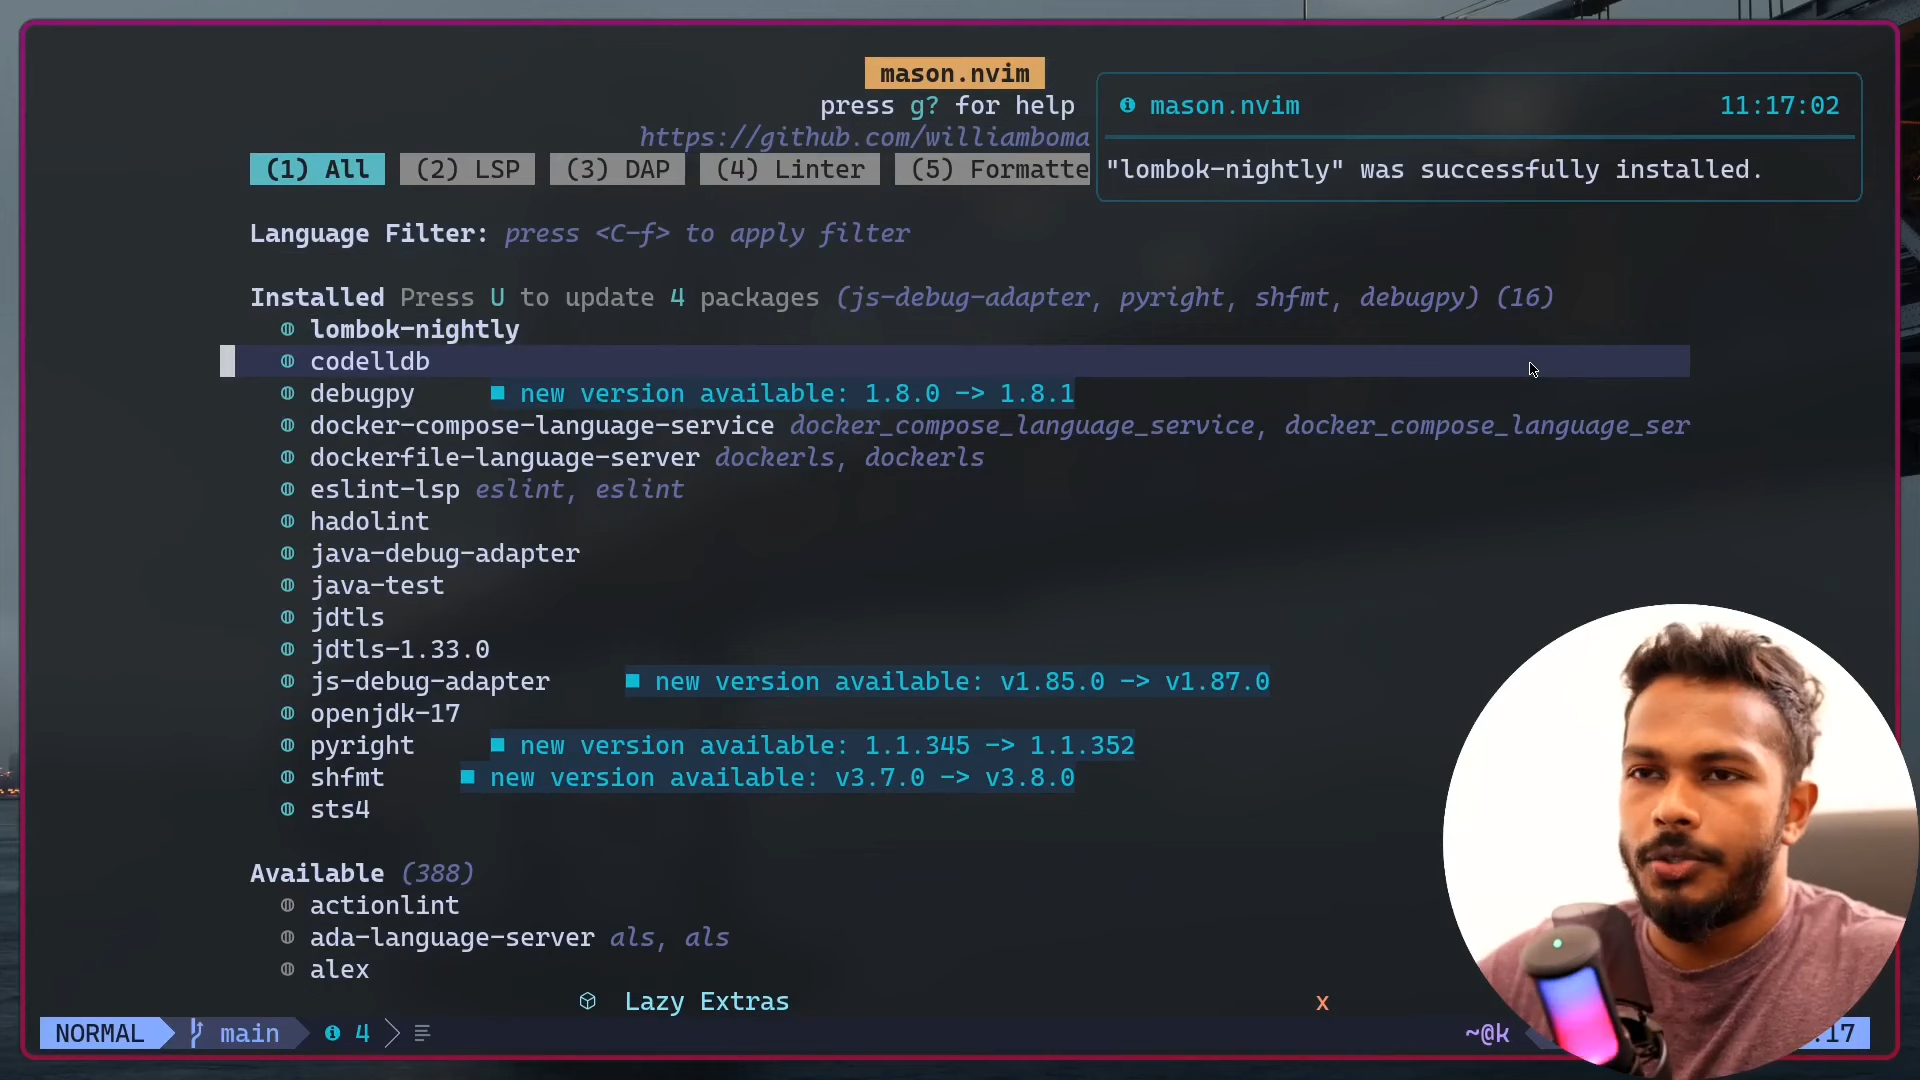 mason.nvim
press g? for help
https://github.com/williamboma
(1) All (2) LSP (3) DAP (4) Linter (5) Formatte
mason.nvim 11:17:02
"lombok-nightly" was successfully installed.
Language Filter: press <C-f> to apply filter
Installed Press U to update 4 packages (js-debug-adapter, pyright, shfmt, debugpy) (16)
lombok-nightly
codelldb
debugpy ■ new version available: 1.8.0 -> 1.8.1
docker-compose-language-service docker_compose_language_service, docker_compose_language_ser
dockerfile-language-server dockerls, dockerls
eslint-lsp eslint, eslint
hadolint
java-debug-adapter
java-test
jdtls
jdtls-1.33.0
js-debug-adapter ■ new version available: v1.85.0 -> v1.87.0
openjdk-17
pyright ■ new version available: 1.1.345 -> 1.1.352
shfmt ■ new version available: v3.7.0 -> v3.8.0
sts4
Available (388)
actionlint
ada-language-server als, als
alex
Lazy Extras x
NORMAL main 4 ~@k :17